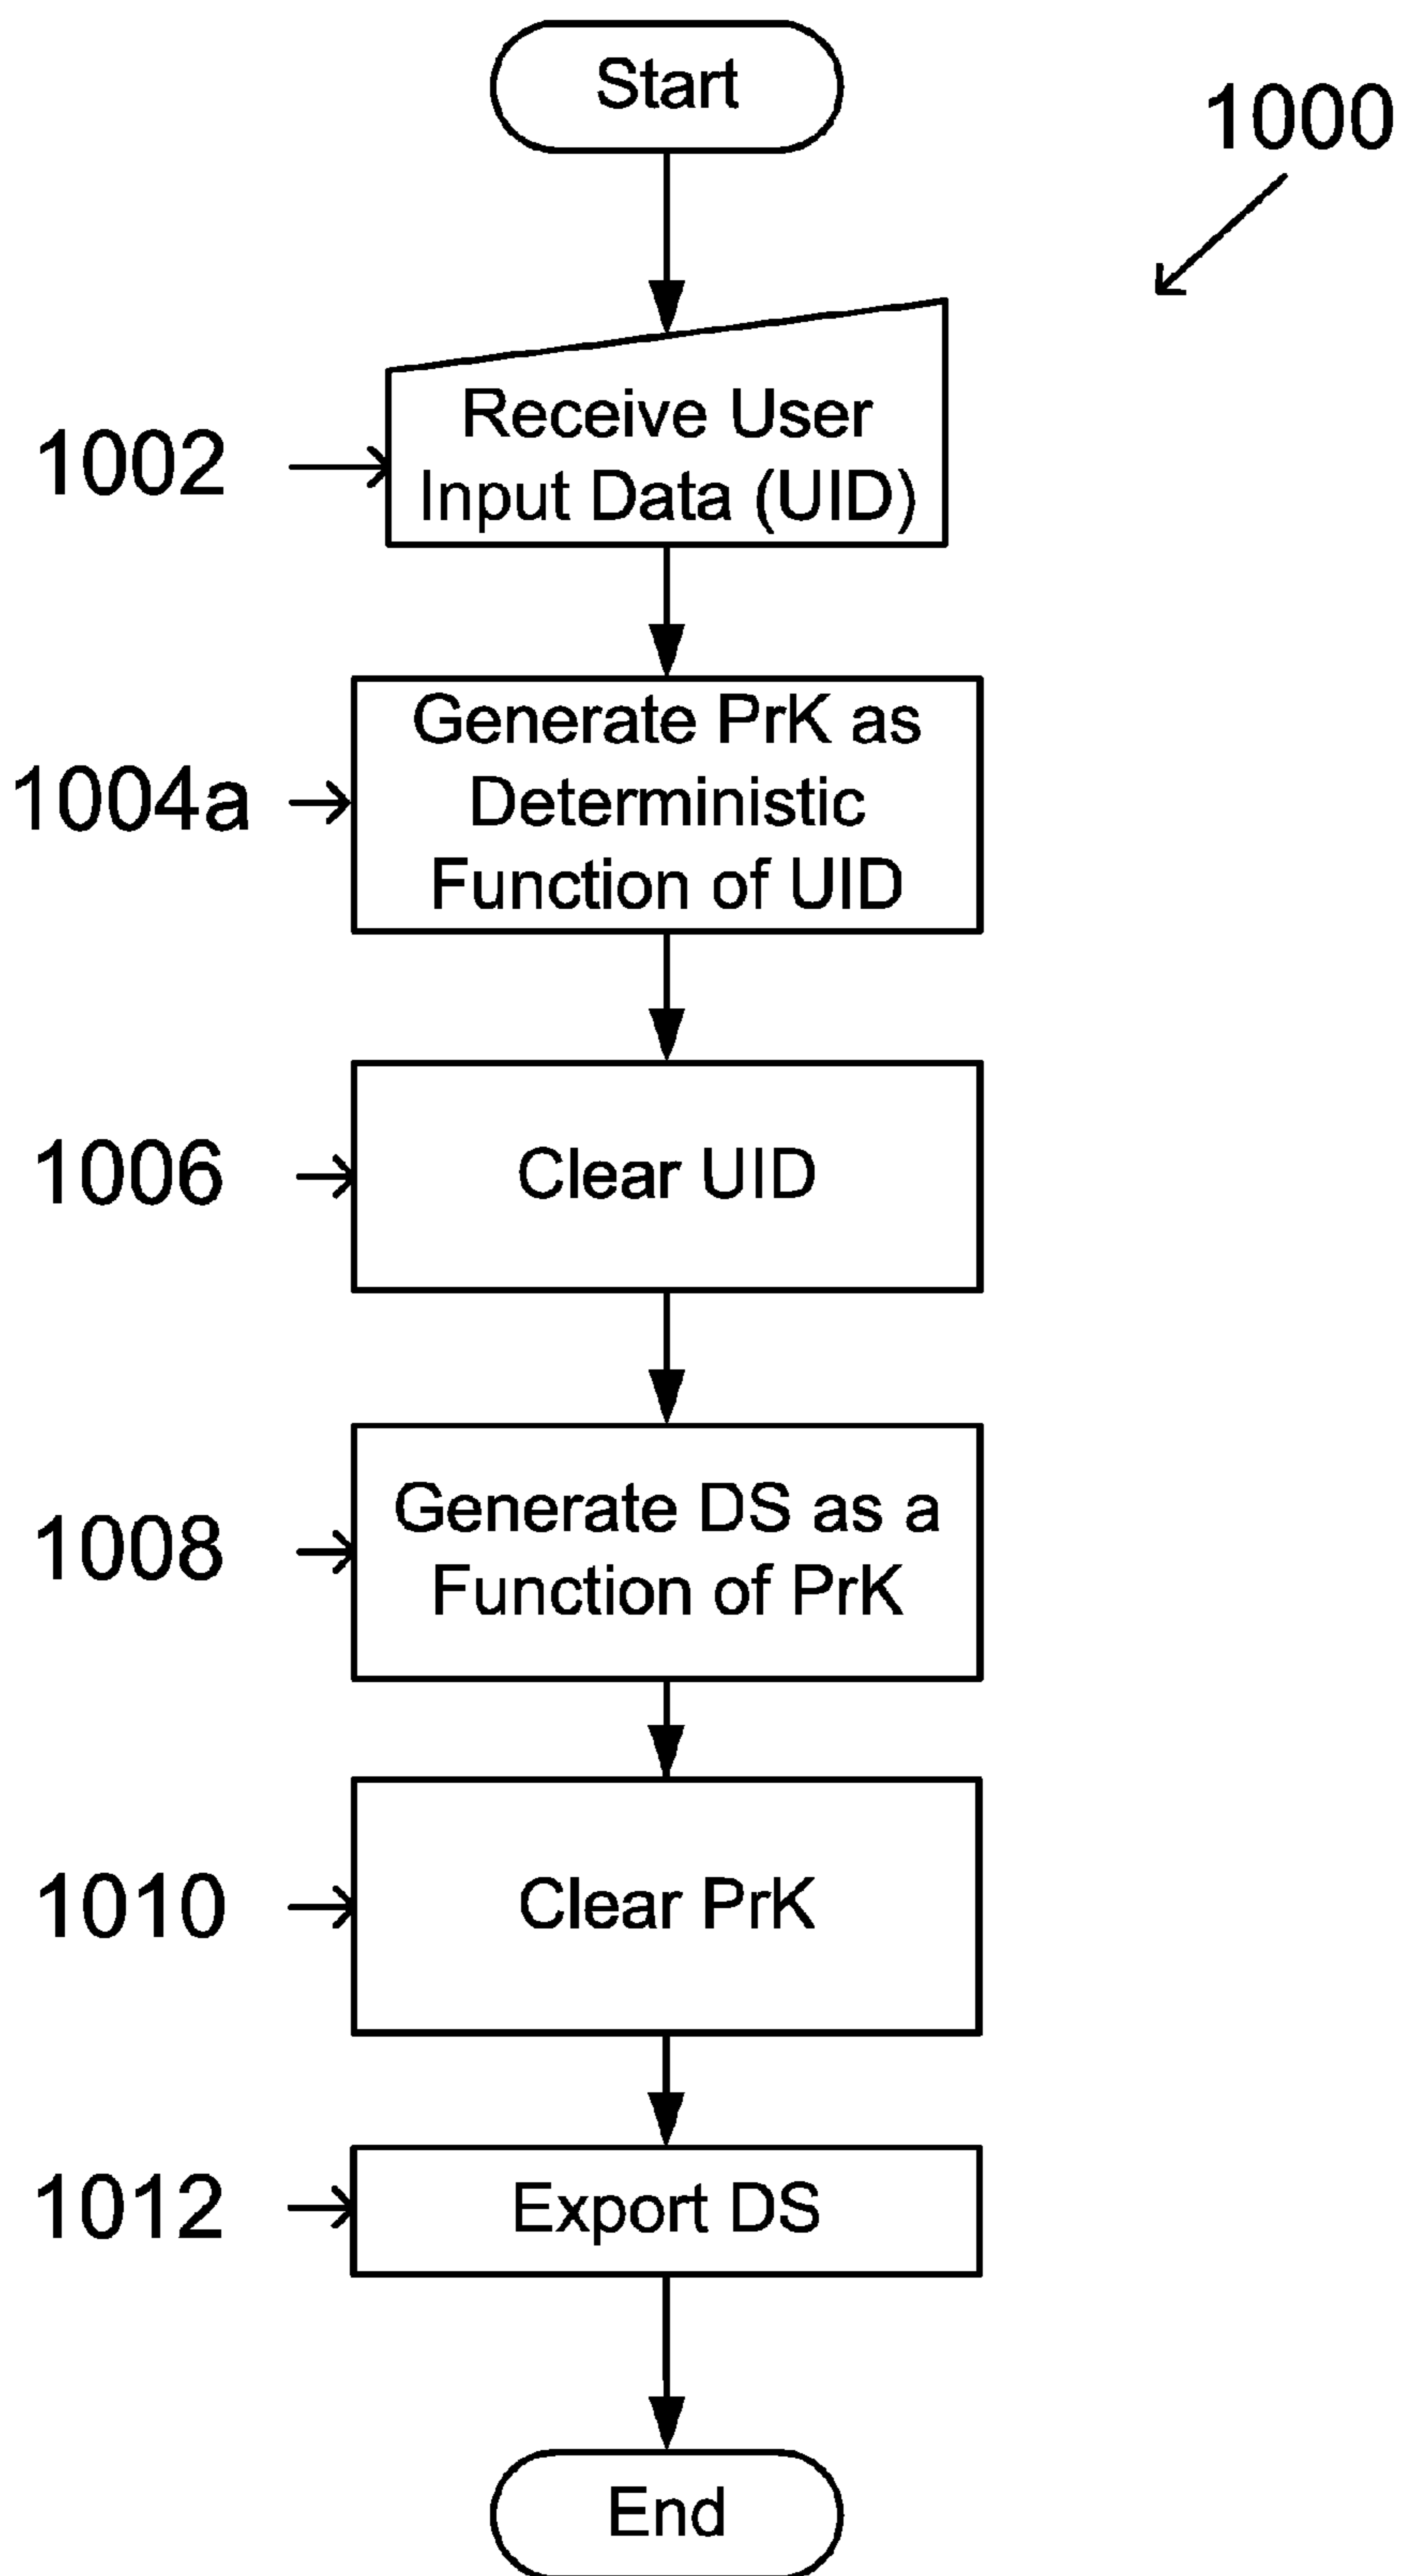 Start
1000
1002
Receive User
Input Data (UID)
1004a
Generate PrK as
Deterministic
Function of UID
1006
Clear UID
1008
Generate DS as a
Function of PrK
1010
Clear PrK
1012
Export DS
End